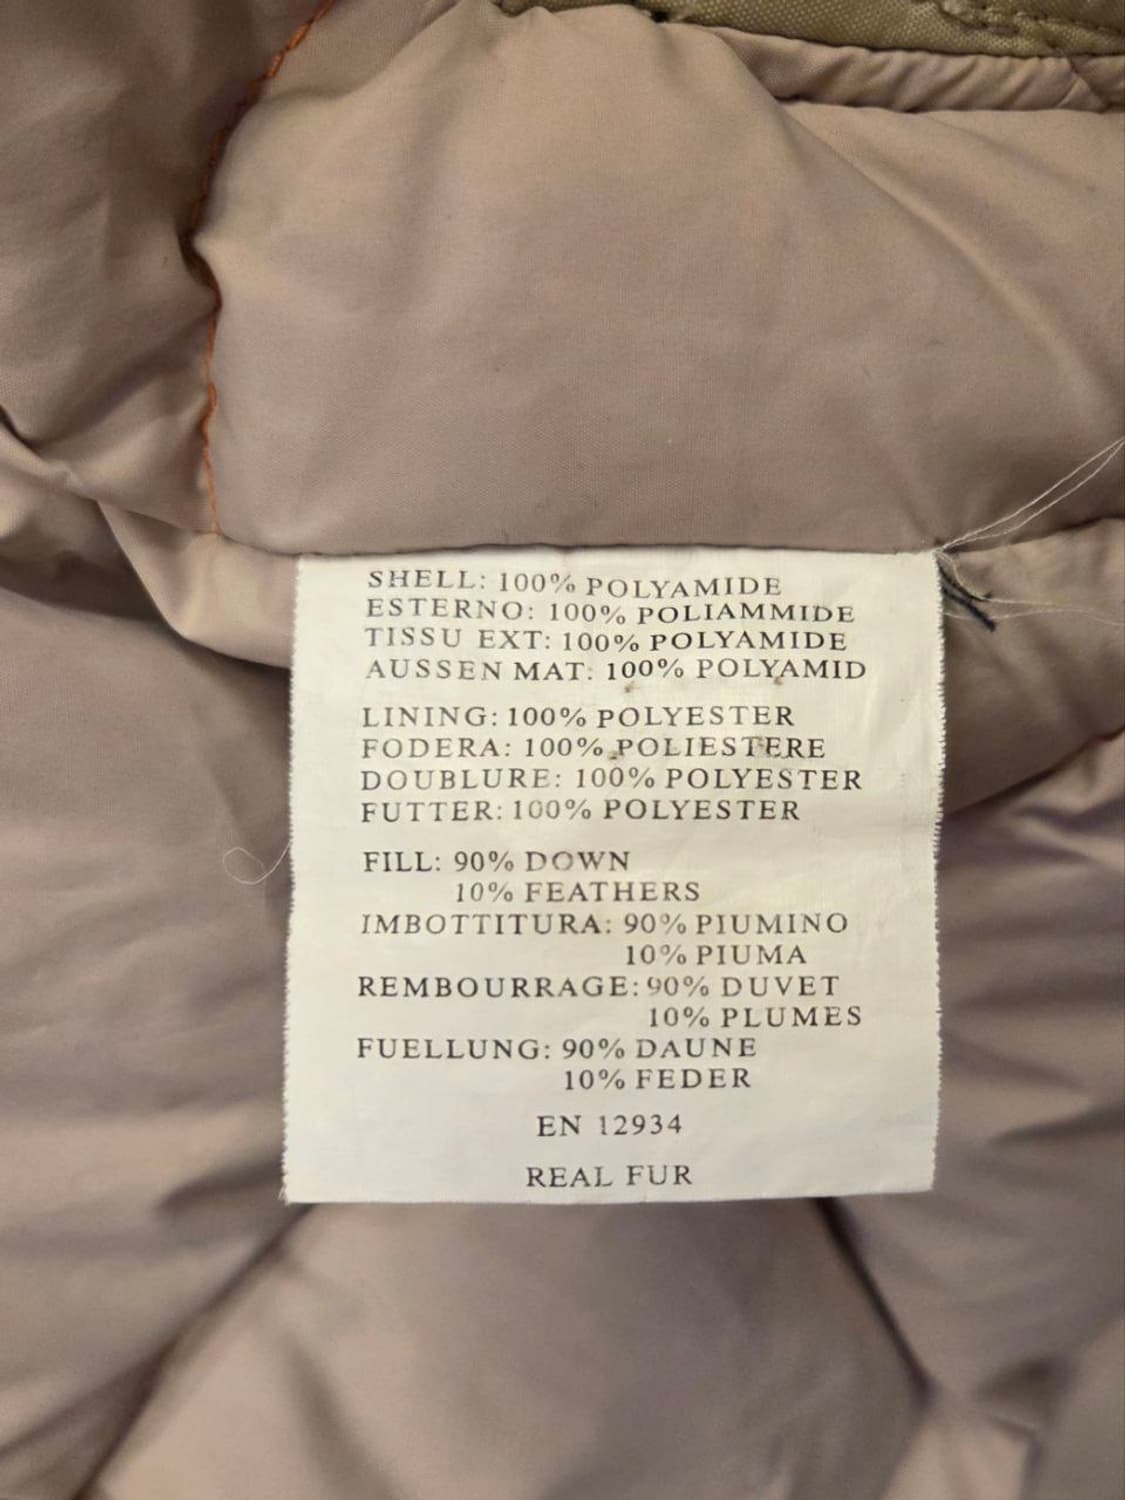 SHELL: 100% POLYAMIDE
ESTERNO: 100% POLIAMMIDE
TISSU EXT: 100% POLYAMIDE
AUSSEN MAT: 100% POLYAMID
LINING: 100% POLYESTER
FODERA: 100% POLIESTERE
DOUBLURE: 100% POLYESTER
FUTTER: 100% POLYESTER
FILL: 90% DOWN
10% FEATHERS
IMBOTTITURA: 90% PIUMINO
10% PIUMA
REMBOURRAGE: 90% DUVET
10% PLUMES
FUELLUNG: 90% DAUNE
10% FEDER
EN 12934
REAL FUR